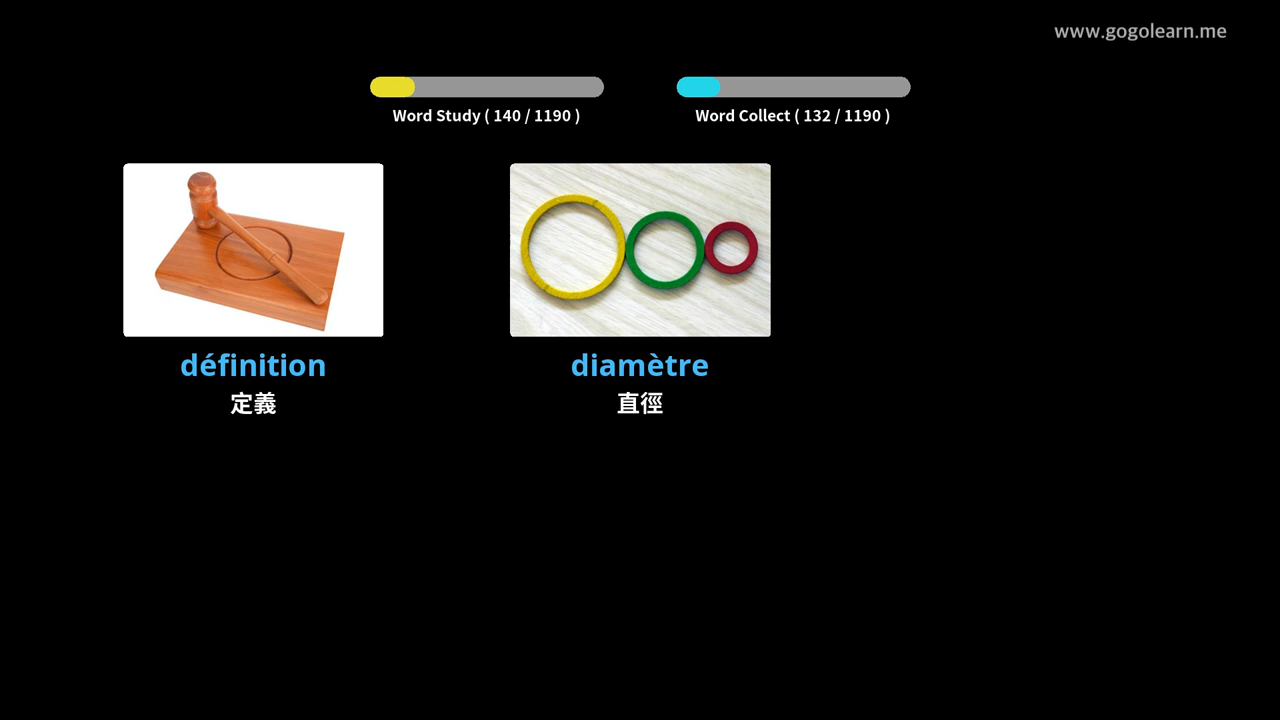 www.gogolearn.me
Word Study ( 140 / 1190 )
Word Collect ( 132 / 1190 )
définition
定義
diamètre
直徑